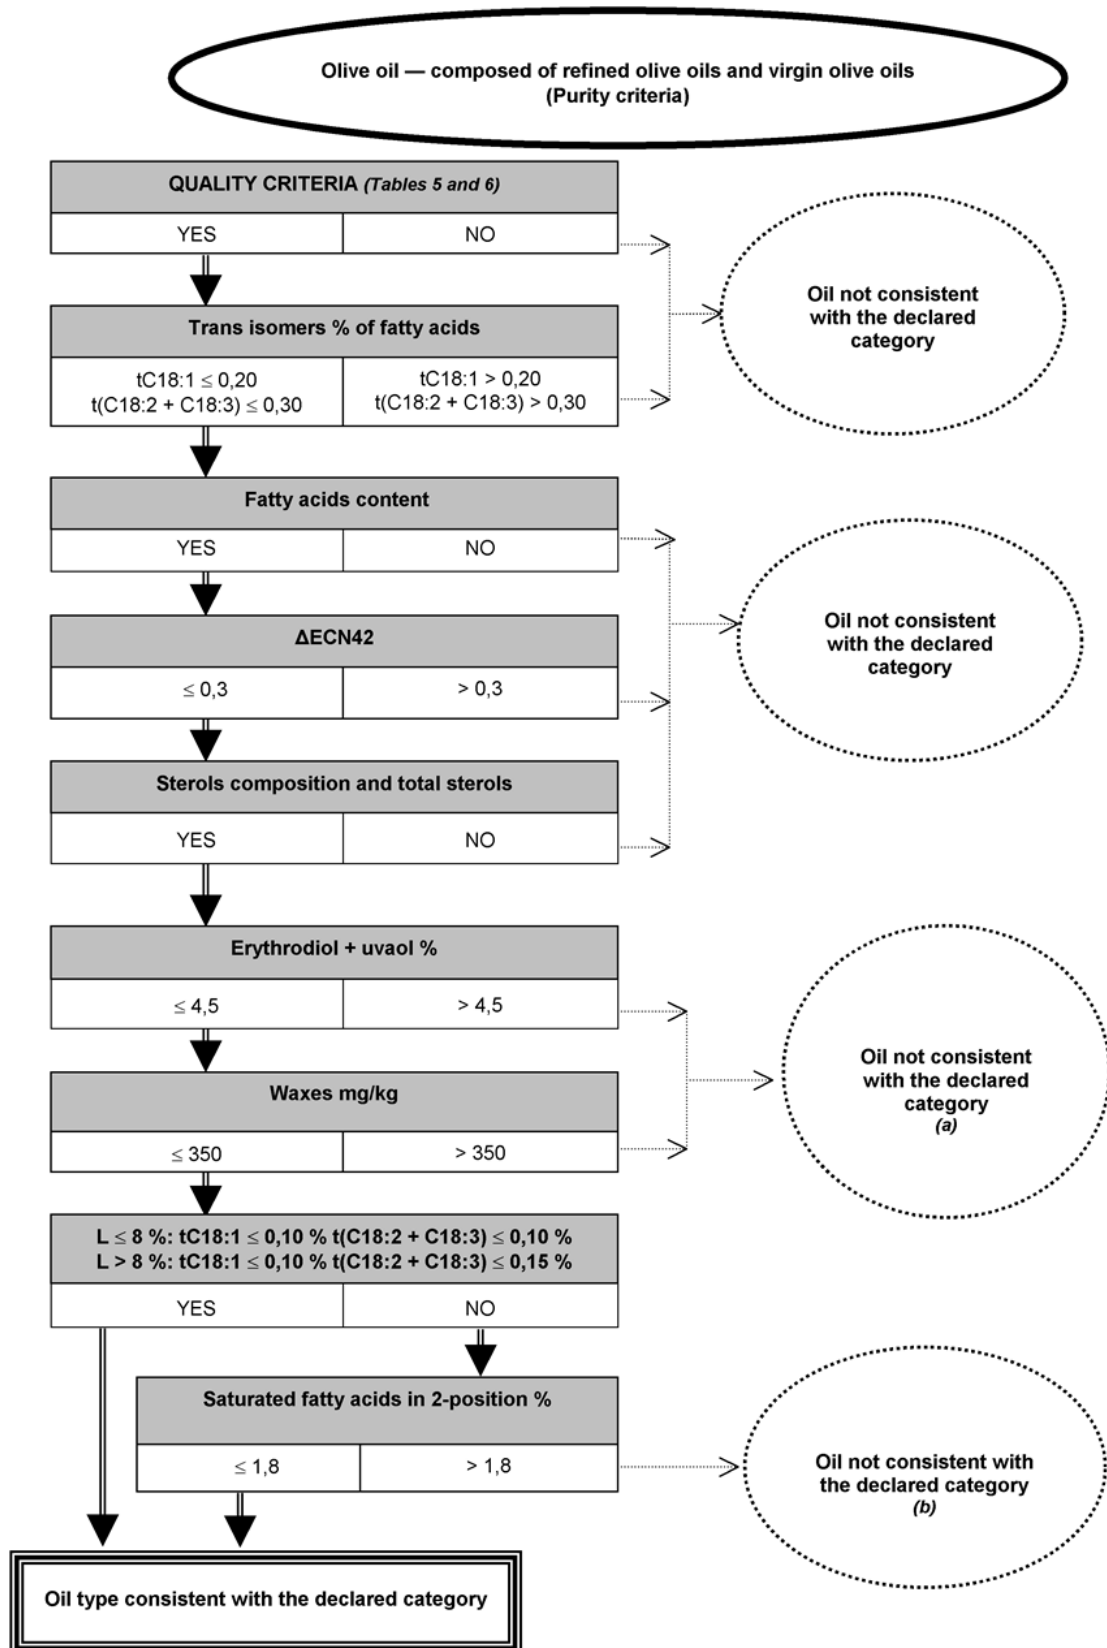 Olive oil — composed of refined olive oils and virgin olive oils
(Purity criteria)
QUALITY CRITERIA (Tables 5 and 6)
YES
NO
Oil not consistent
with the declared
category
Trans isomers % of fatty acids
tC18:1 ≤ 0,20
t(C18:2 + C18:3) ≤ 0,30
tC18:1 > 0,20
t(C18:2 + C18:3) > 0,30
Fatty acids content
YES
NO
Oil not consistent
with the declared
category
ΔECN42
≤ 0,3
> 0,3
Sterols composition and total sterols
YES
NO
Erythrodiol + uvaol %
≤ 4,5
> 4,5
Oil not consistent
with the declared
category
(a)
Waxes mg/kg
≤ 350
> 350
L ≤ 8 %: tC18:1 ≤ 0,10 % t(C18:2 + C18:3) ≤ 0,10 %
L > 8 %: tC18:1 ≤ 0,10 % t(C18:2 + C18:3) ≤ 0,15 %
YES
NO
Saturated fatty acids in 2-position %
≤ 1,8
> 1,8
Oil not consistent with
the declared category
(b)
Oil type consistent with the declared category